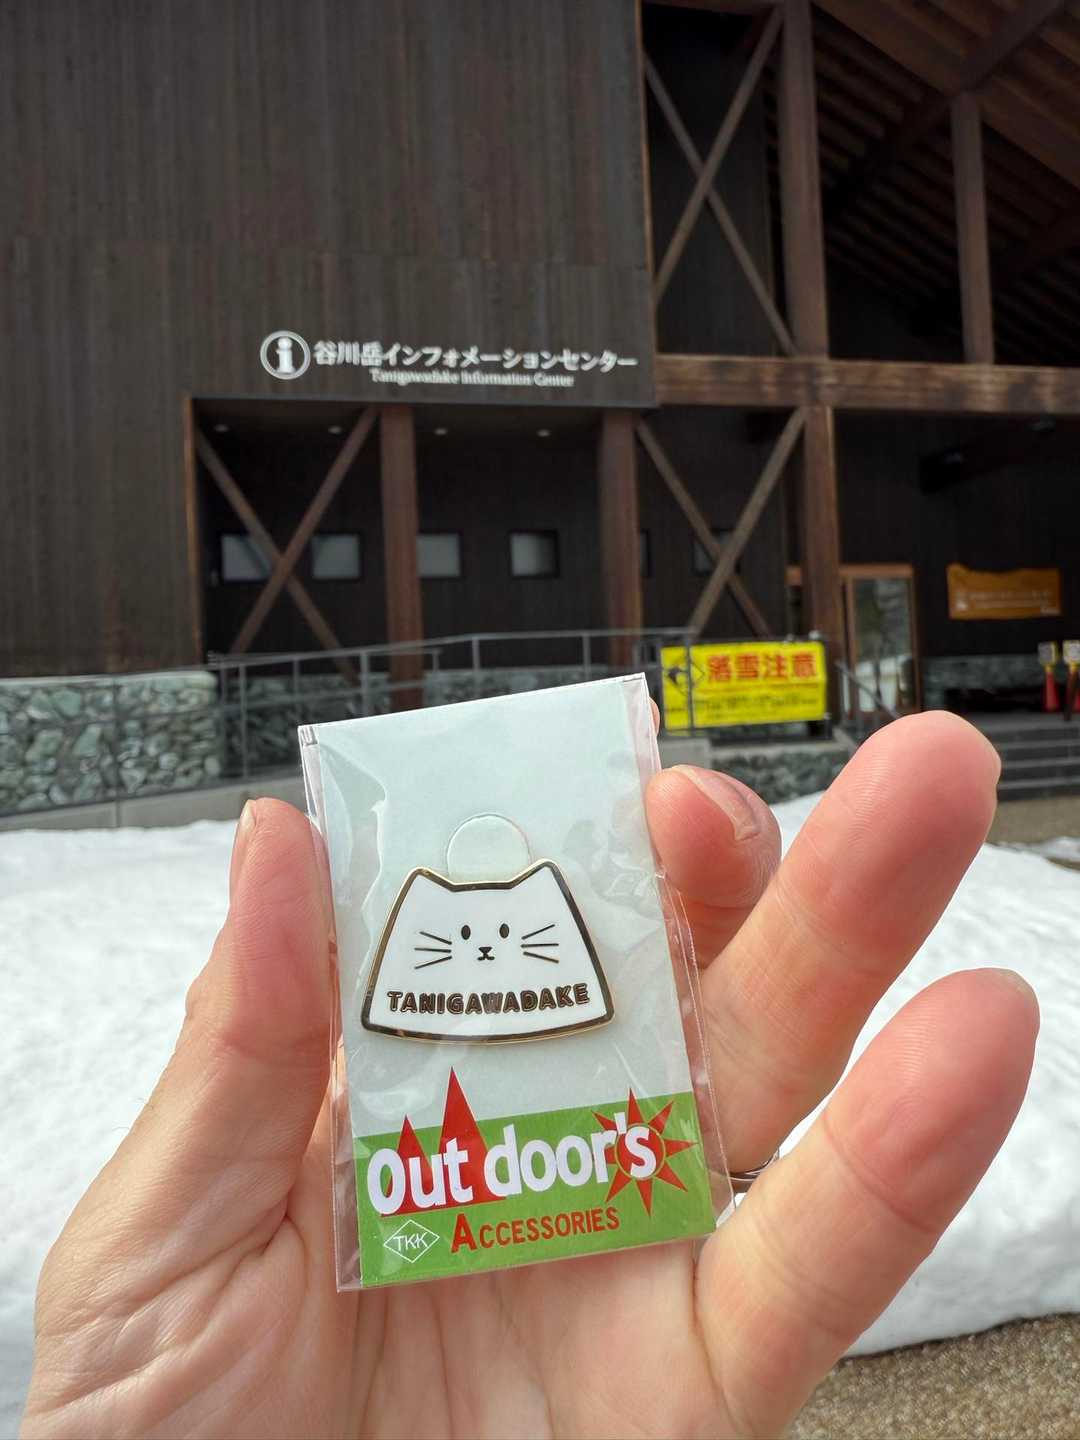 谷川岳インフォメーションセンター
Tanigawadake Information Center
落雪注意
TANIGAWADAKE
Out door's
TKK
ACCESSORIES